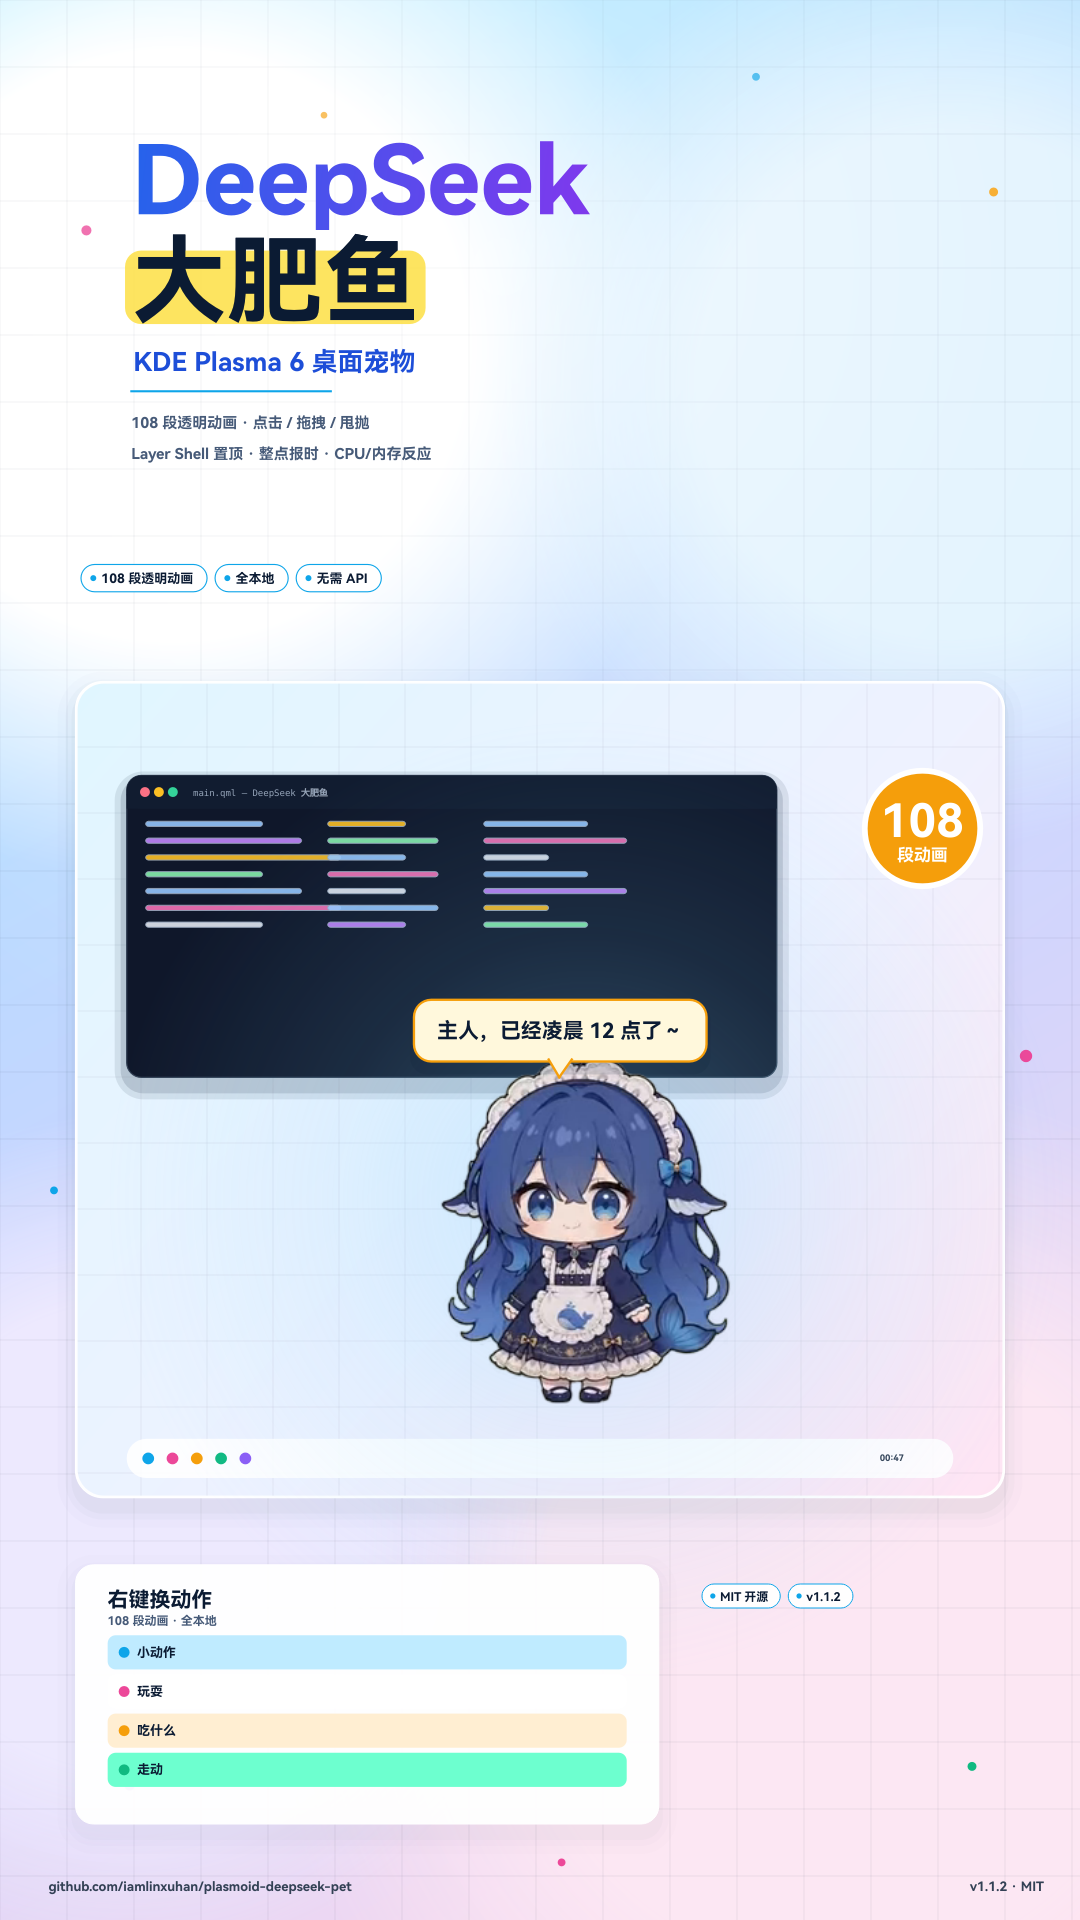 DeepSeek
大肥鱼
KDE Plasma 6 桌面宠物
108 段透明动画 · 点击 / 拖拽 / 甩抛
Layer Shell 置顶 · 整点报时 · CPU/内存反应
108 段透明动画
全本地
无需 API
main.qml — DeepSeek 大肥鱼
108
段动画
主人，已经凌晨 12 点了 ~
00:47
右键换动作
108 段动画 · 全本地
小动作
玩耍
吃什么
走动
MIT 开源
v1.1.2
github.com/iamlinxuhan/plasmoid-deepseek-pet
v1.1.2 · MIT